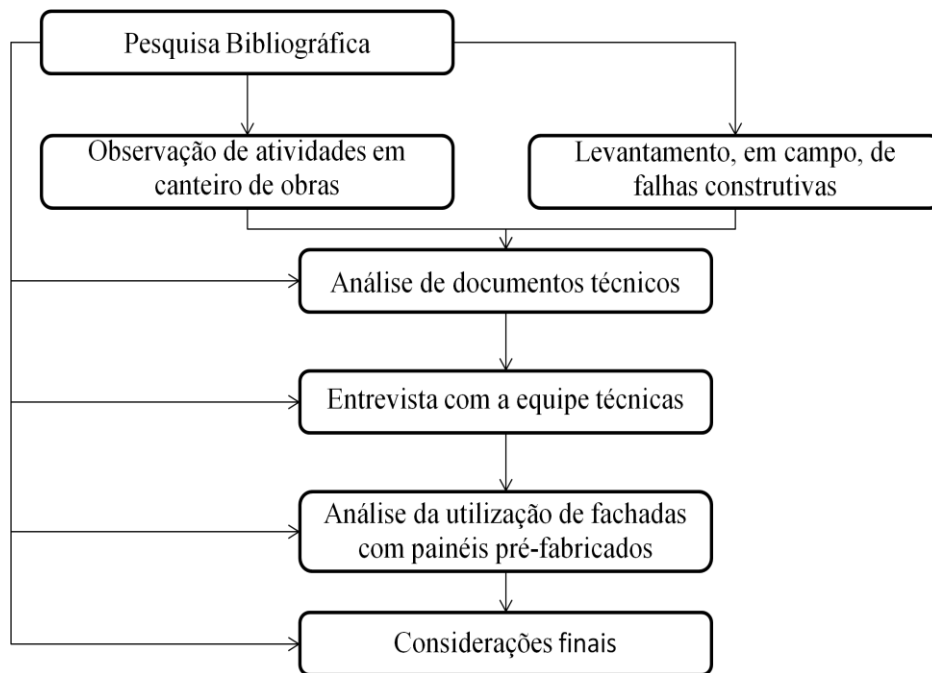 Pesquisa Bibliográfica
Observação de atividades em
canteiro de obras
Levantamento, em campo, de
falhas construtivas
Análise de documentos técnicos
Entrevista com a equipe técnicas
Análise da utilização de fachadas
com painéis pré-fabricados
Considerações finais